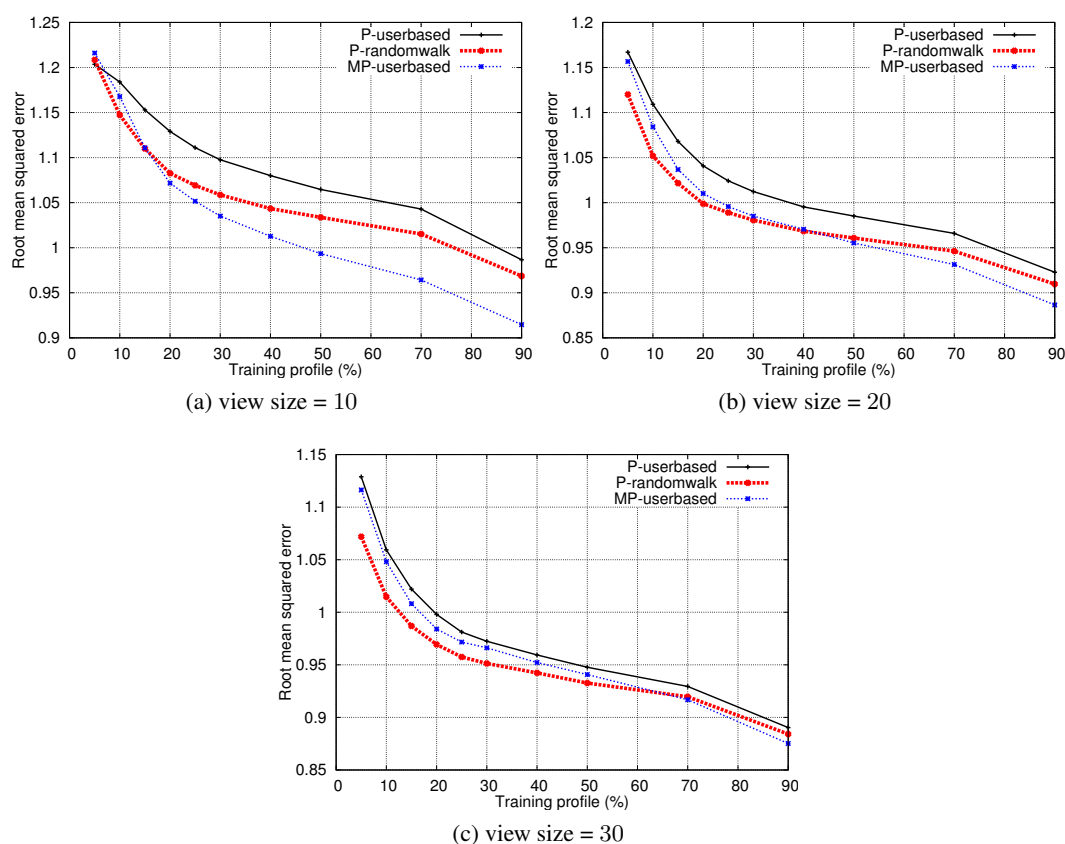 1.25
1.2
1.15
1.1
1.05
1
0.95
0.9
Root mean squared error
P-userbased
P-randomwalk
MP-userbased
0 10 20 30 40 50 60 70 80 90
Training profile (%)
(a) view size = 10
1.2
1.15
1.1
1.05
1
0.95
0.9
0.85
Root mean squared error
P-userbased
P-randomwalk
MP-userbased
0 10 20 30 40 50 60 70 80 90
Training profile (%)
(b) view size = 20
1.15
1.1
1.05
1
0.95
0.9
0.85
Root mean squared error
P-userbased
P-randomwalk
MP-userbased
0 10 20 30 40 50 60 70 80 90
Training profile (%)
(c) view size = 30